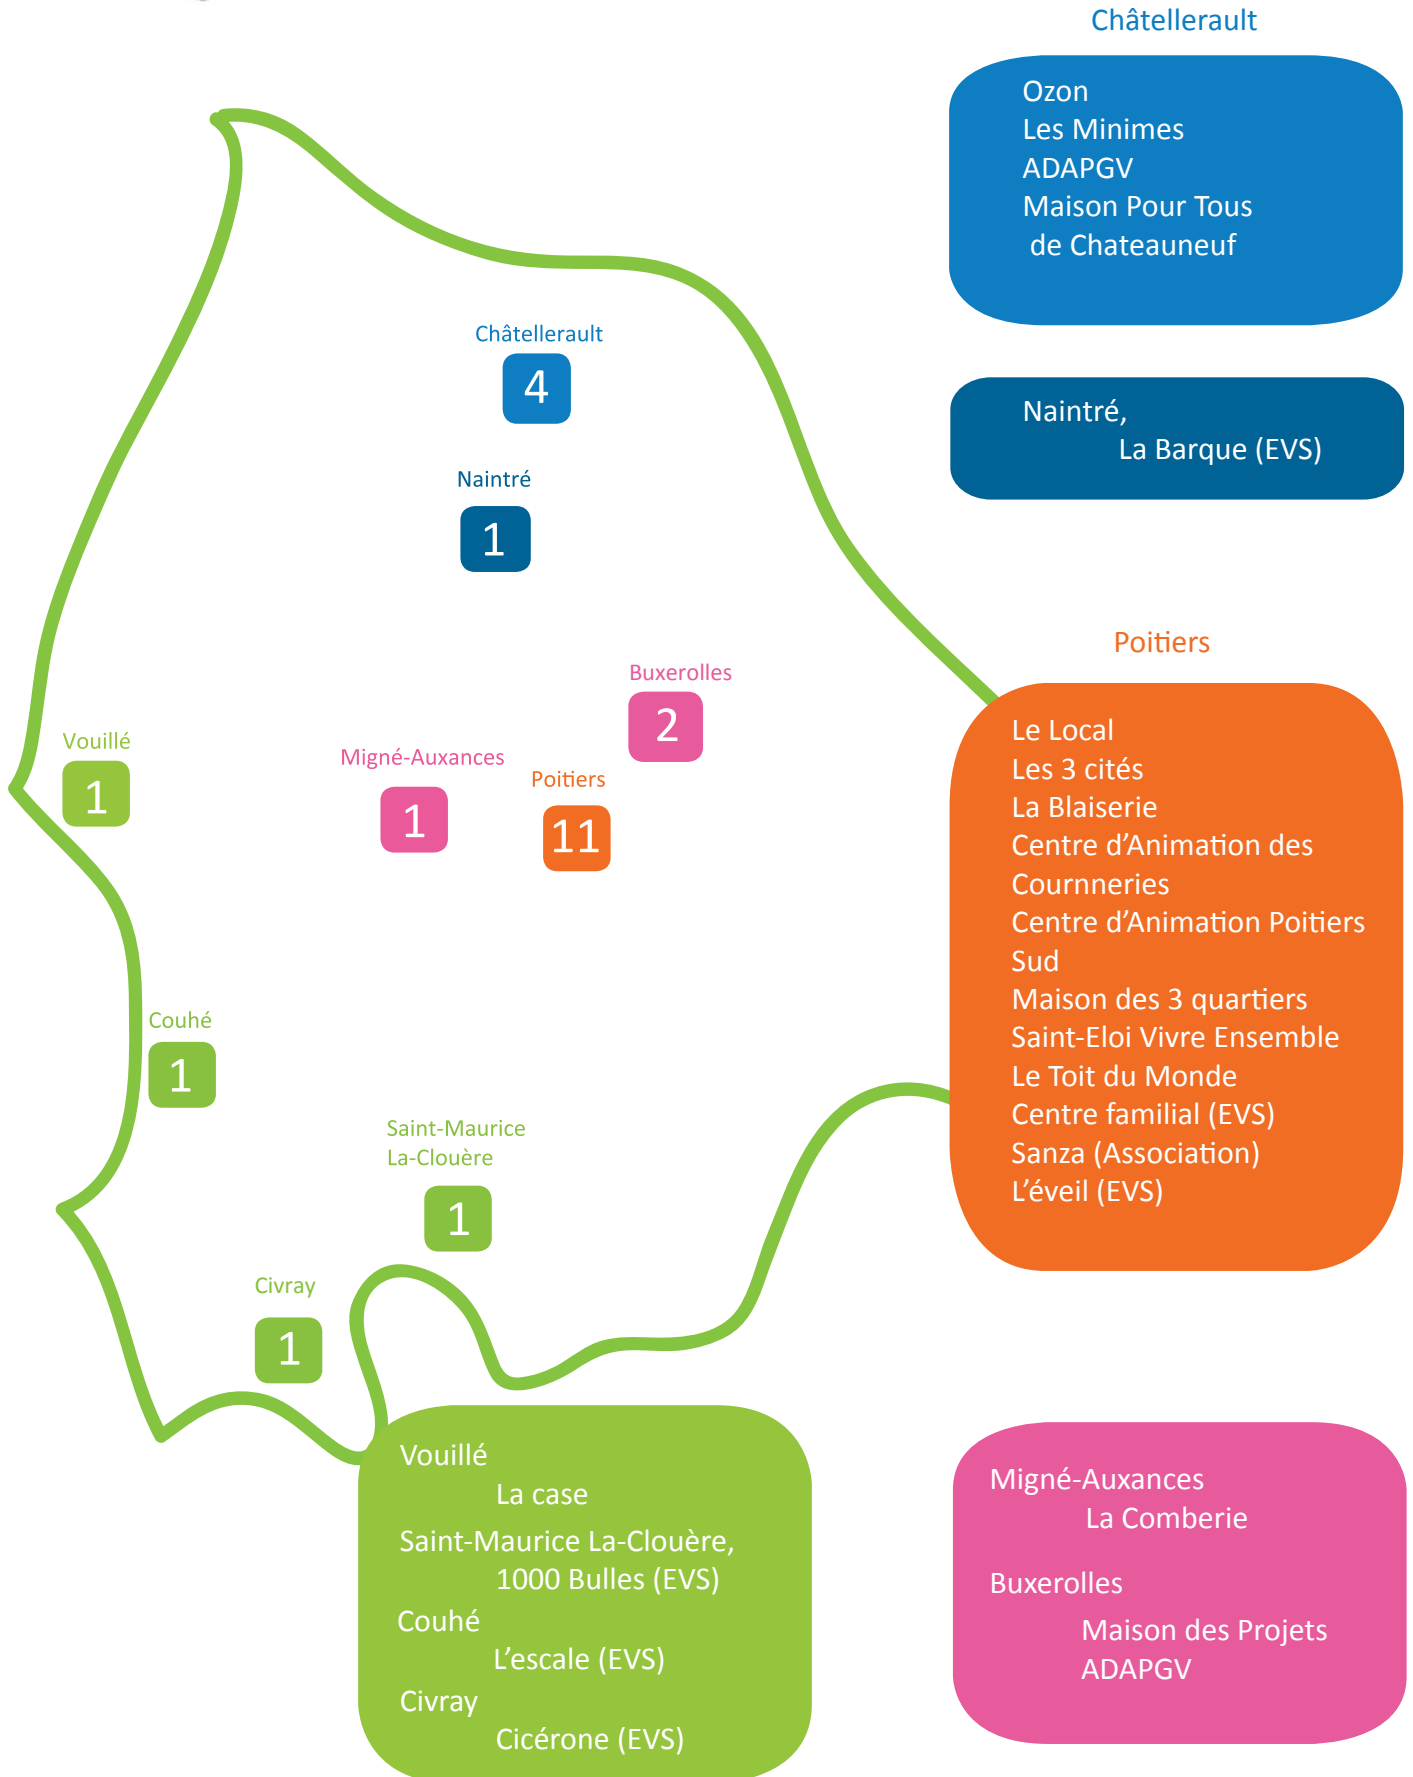 Châtellerault
Ozon
Les Minimes
ADAPGV
Maison Pour Tous
de Chateauneuf
Châtellerault
4
Naintré,
La Barque (EVS)
Naintré
1
Poitiers
Buxerolles
2
Vouillé
1
Migné-Auxances
1
Poitiers
11
Le Local
Les 3 cités
La Blaiserie
Centre d'Animation des
Cournneries
Centre d'Animation Poitiers
Sud
Maison des 3 quartiers
Saint-Eloi Vivre Ensemble
Le Toit du Monde
Centre familial (EVS)
Sanza (Association)
L'éveil (EVS)
Couhé
1
Saint-Maurice
La-Clouère
1
Civray
1
Vouillé
La case
Saint-Maurice La-Clouère,
1000 Bulles (EVS)
Couhé
L'escale (EVS)
Civray
Cicérone (EVS)
Migné-Auxances
La Comberie
Buxerolles
Maison des Projets
ADAPGV